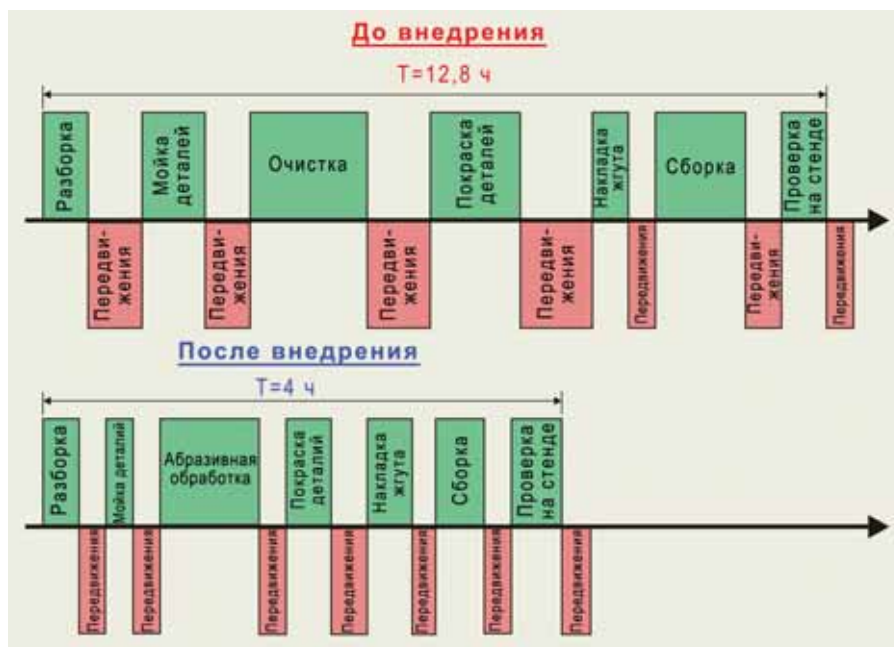 До внедрения
T=12,8 ч
Разборка
Передви-
жения
Мойка
деталей
Передви-
жения
Очистка
Передви-
жения
Покраска
деталей
Передви-
жения
Накладка
жгута
Передвижения
Сборка
Передви-
жения
Проверка
на стенде
Передвижения
После внедрения
T=4 ч
Разборка
Передвижения
Мойка деталий
Передвижения
Абразивная
обработка
Передвижения
Покраска
деталий
Передвижения
Накладка
жгута
Передвижения
Сборка
Передвижения
Проверка
на стенде
Передвижения